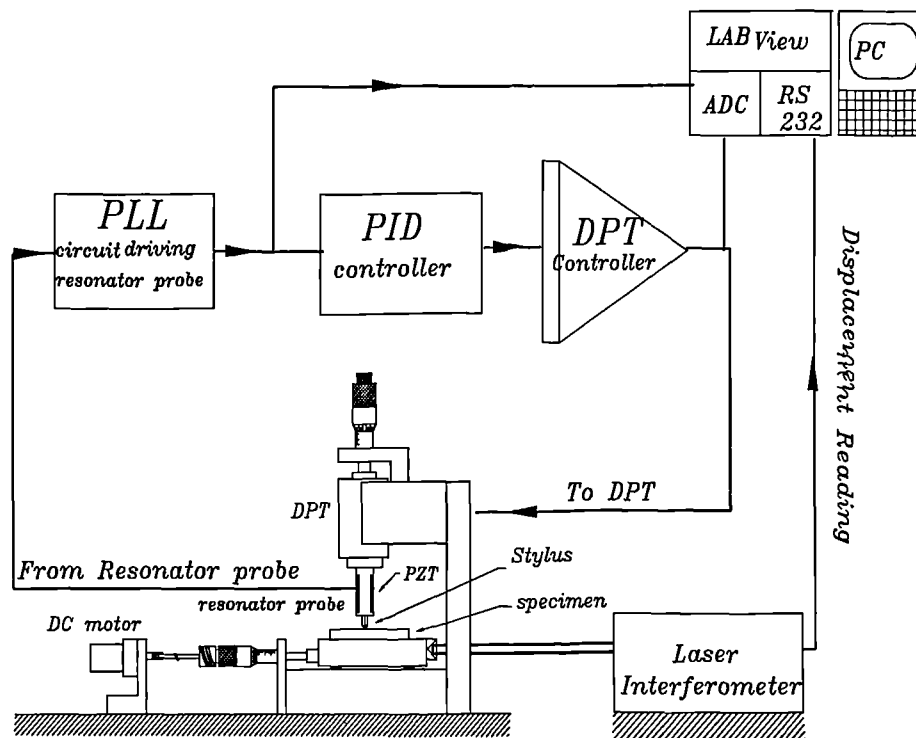 LAB View
PC
ADC
RS
232
PLL
circuit driving
resonator probe
PID
controller
DPT
Controller
Displacement Reading
To DPT
DPT
Stylus
From Resonator probe
PZT
resonator probe
specimen
DC motor
Laser
Interferometer